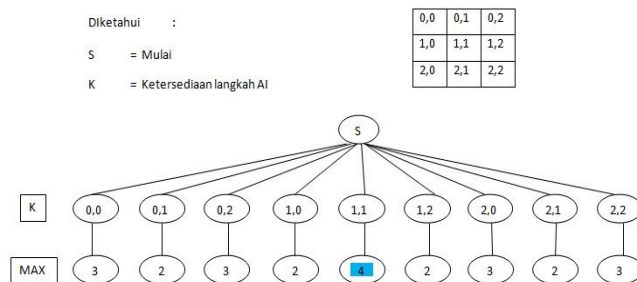 DIketahui :
S = Mulai
K = Ketersediaan langkah AI
0,0 0,1 0,2
1,0 1,1 1,2
2,0 2,1 2,2
S
K 0,0 0,1 0,2 1,0 1,1 1,2 2,0 2,1 2,2
MAX 3 2 3 2 4 2 3 2 3